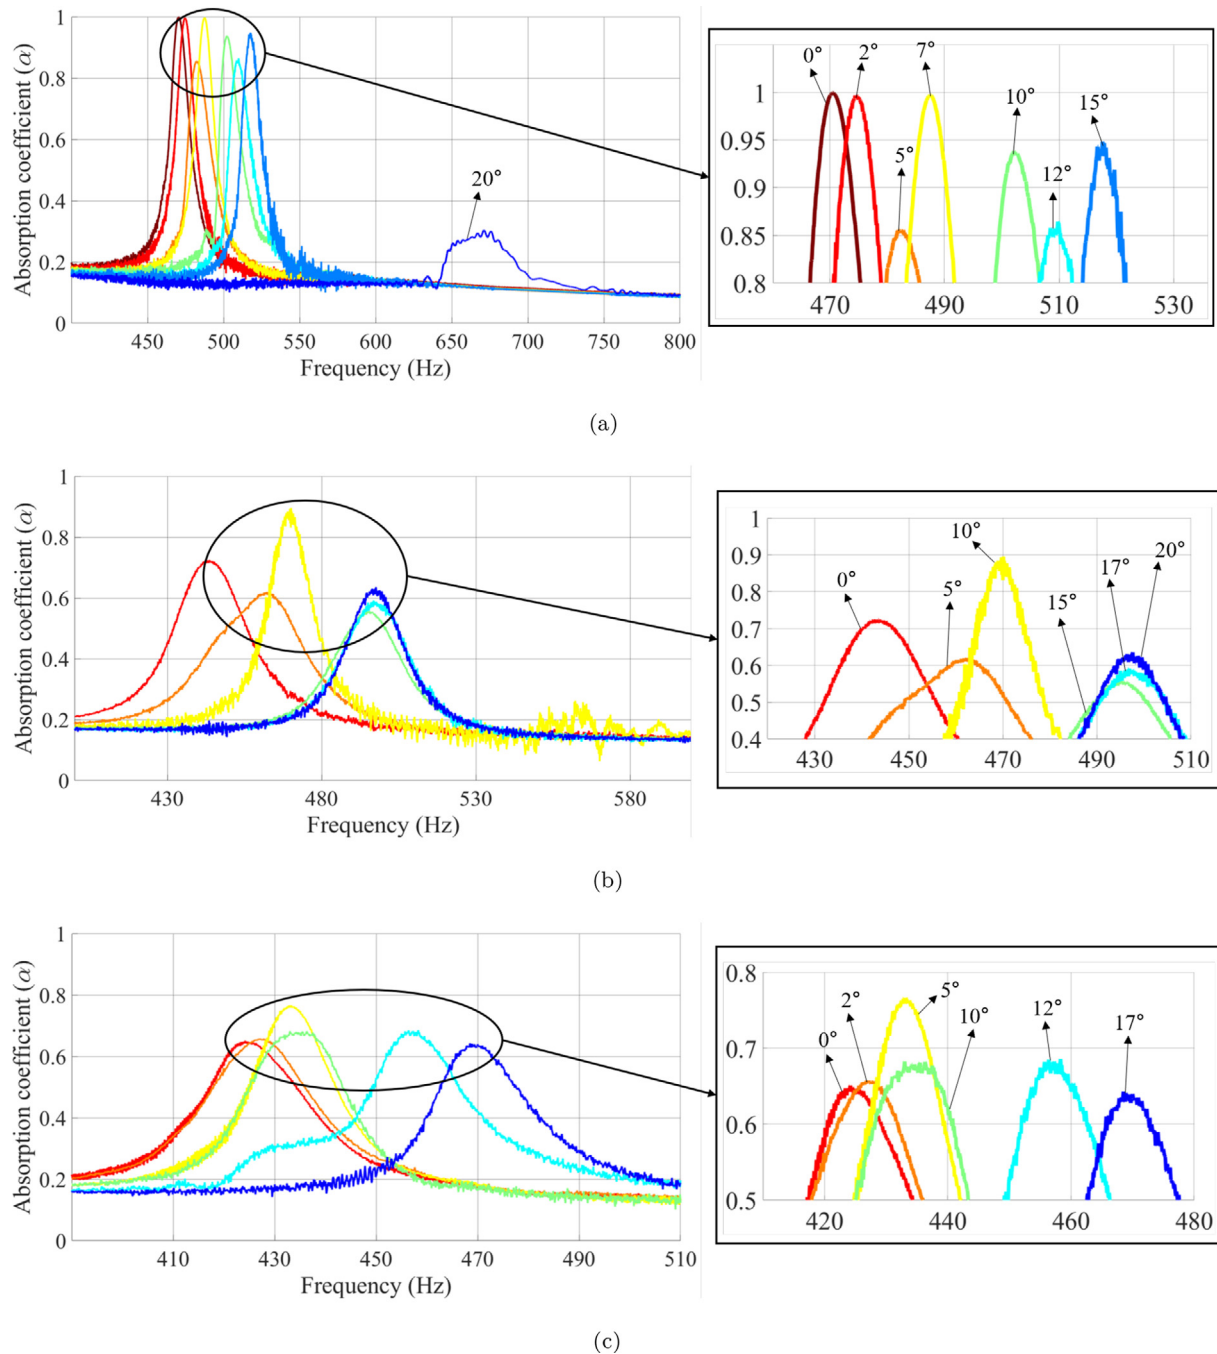 Absorption coefficient (α)
1
0.8
0.6
0.4
0.2
0
20°
450 500 550 600 650 700 750 800
Frequency (Hz)
0° 2° 7° 10° 15° 5° 12°
1
0.95
0.9
0.85
0.8
470 490 510 530
(a)
Absorption coefficient (α)
1
0.8
0.6
0.4
0.2
0
430 480 530 580
Frequency (Hz)
0° 5° 10° 15° 17° 20°
1
0.9
0.8
0.7
0.6
0.5
0.4
430 450 470 490 510
(b)
Absorption coefficient (α)
1
0.8
0.6
0.4
0.2
0
410 430 450 470 490 510
Frequency (Hz)
0° 2° 5° 10° 12° 17°
0.8
0.7
0.6
0.5
420 440 460 480
(c)